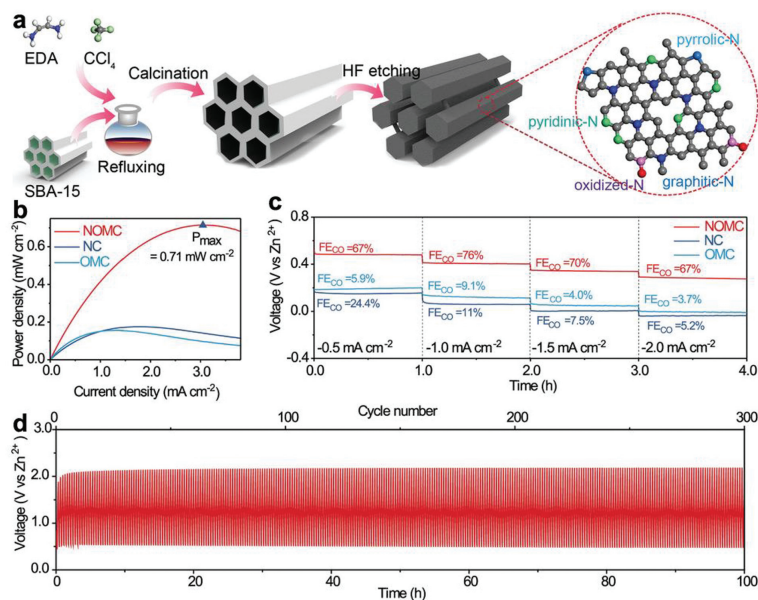 a
EDA
CCl4
Calcination
HF etching
pyrrolic-N
pyridinic-N
SBA-15
Refluxing
oxidized-N
graphitic-N
b
Power density (mW cm-2)
0.6
0.4
0.2
0.0
NOMC
NC
OMC
Pmax
= 0.71 mW cm-2
0.0 1.0 2.0 3.0
Current density (mA cm-2)
c
Voltage (V vs Zn2+)
0.8
0.4
0.0
-0.4
NOMC
NC
OMC
FECO =67%
FECO =76%
FECO =70%
FECO =67%
FECO =5.9%
FECO =9.1%
FECO =4.0%
FECO =3.7%
FECO =24.4%
FECO =11%
FECO =7.5%
FECO =5.2%
-0.5 mA cm-2
-1.0 mA cm-2
-1.5 mA cm-2
-2.0 mA cm-2
0.0 1.0 2.0 3.0 4.0
Time (h)
d
Cycle number
0 100 200 300
Voltage (V vs Zn2+)
3.0
2.0
1.0
0.0
0 20 40 60 80 100
Time (h)